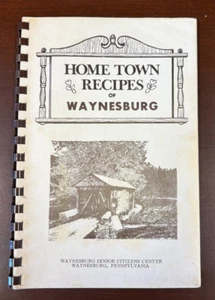 HOME TOWN
RECIPES
OF
WAYNESBURG
WAYNESBURG SENIOR CITIZENS CENTER
WAYNESBURG, PENNSYLVANIA